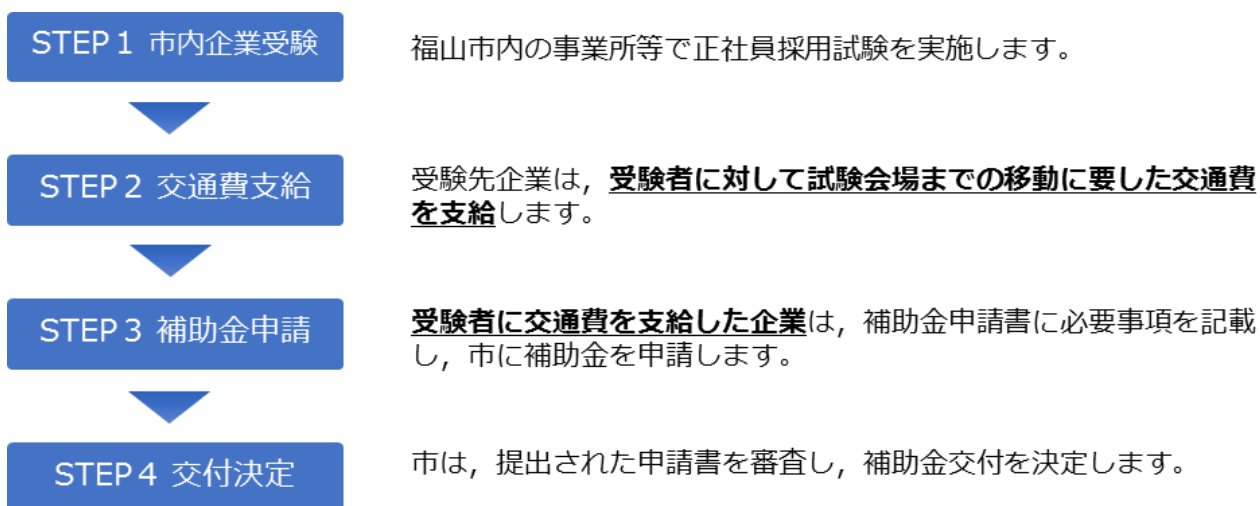 STEP１ 市内企業受験
福山市内の事業所等で正社員採用試験を実施します。
STEP２ 交通費支給
受験先企業は，受験者に対して試験会場までの移動に要した交通費
を支給します。
STEP３ 補助金申請
受験者に交通費を支給した企業は，補助金申請書に必要事項を記載
し，市に補助金を申請します。
STEP４ 交付決定
市は，提出された申請書を審査し，補助金交付を決定します。